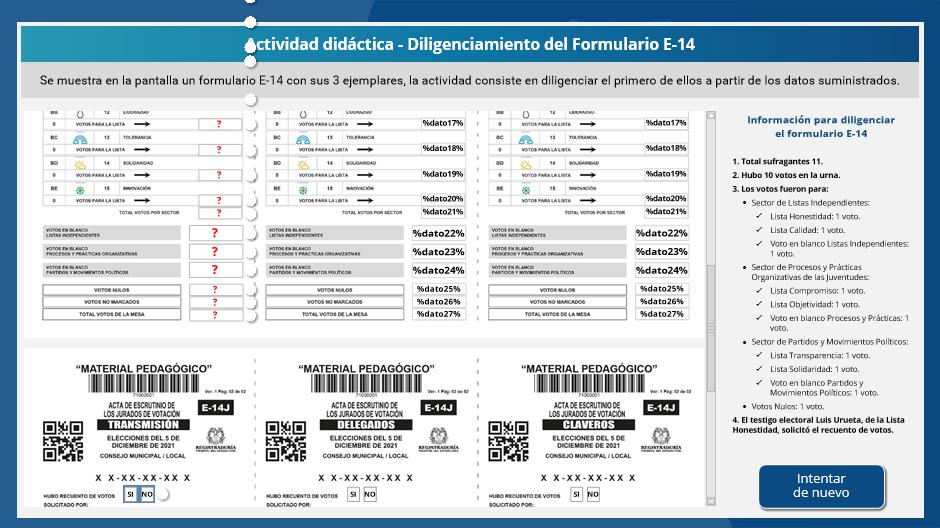 Actividad didáctica - Diligenciamiento del Formulario E-14
Se muestra en la pantalla un formulario E-14 con sus 3 ejemplares, la actividad consiste en diligenciar el primero de ellos a partir de los datos suministrados.
BB 12 LIDERAZGO BB 12 LIDERAZGO BB 12 LIDERAZGO
0 VOTOS PARA LA LISTA ? 0 VOTOS PARA LA LISTA %dato17% 0 VOTOS PARA LA LISTA %dato17%
BC 13 TOLERANCIA BC 13 TOLERANCIA BC 13 TOLERANCIA
0 VOTOS PARA LA LISTA ? 0 VOTOS PARA LA LISTA %dato18% 0 VOTOS PARA LA LISTA %dato18%
BD 14 SOLIDARIDAD BD 14 SOLIDARIDAD BD 14 SOLIDARIDAD
0 VOTOS PARA LA LISTA ? 0 VOTOS PARA LA LISTA %dato19% 0 VOTOS PARA LA LISTA %dato19%
BE 15 INNOVACIÓN BE 15 INNOVACIÓN BE 15 INNOVACIÓN
0 VOTOS PARA LA LISTA ? 0 VOTOS PARA LA LISTA %dato20% 0 VOTOS PARA LA LISTA %dato20%
TOTAL VOTOS POR SECTOR ? TOTAL VOTOS POR SECTOR %dato21% TOTAL VOTOS POR SECTOR %dato21%
VOTOS EN BLANCO VOTOS EN BLANCO VOTOS EN BLANCO
LISTAS INDEPENDIENTES ? LISTAS INDEPENDIENTES %dato22% LISTAS INDEPENDIENTES %dato22%
VOTOS EN BLANCO VOTOS EN BLANCO VOTOS EN BLANCO
PROCESOS Y PRÁCTICAS ORGANIZATIVAS ? PROCESOS Y PRÁCTICAS ORGANIZATIVAS %dato23% PROCESOS Y PRÁCTICAS ORGANIZATIVAS %dato23%
VOTOS EN BLANCO VOTOS EN BLANCO VOTOS EN BLANCO
PARTIDOS Y MOVIMIENTOS POLÍTICOS ? PARTIDOS Y MOVIMIENTOS POLÍTICOS %dato24% PARTIDOS Y MOVIMIENTOS POLÍTICOS %dato24%
VOTOS NULOS ? VOTOS NULOS %dato25% VOTOS NULOS %dato25%
VOTOS NO MARCADOS ? VOTOS NO MARCADOS %dato26% VOTOS NO MARCADOS %dato26%
TOTAL VOTOS DE LA MESA ? TOTAL VOTOS DE LA MESA %dato27% TOTAL VOTOS DE LA MESA %dato27%
“MATERIAL PEDAGÓGICO” “MATERIAL PEDAGÓGICO” “MATERIAL PEDAGÓGICO”
71000001 Ver: 1 Pág: 02 de 02 71000001 Ver: 1 Pág: 02 de 02 71000001 Ver: 1 Pág: 02 de 02
ACTA DE ESCRUTINIO DE ACTA DE ESCRUTINIO DE ACTA DE ESCRUTINIO DE
LOS JURADOS DE VOTACIÓN E-14J LOS JURADOS DE VOTACIÓN E-14J LOS JURADOS DE VOTACIÓN E-14J
TRANSMISIÓN DELEGADOS CLAVEROS
ELECCIONES DEL 5 DE ELECCIONES DEL 5 DE ELECCIONES DEL 5 DE
DICIEMBRE DE 2021 REGISTRADURÍA DICIEMBRE DE 2021 REGISTRADURÍA DICIEMBRE DE 2021 REGISTRADURÍA
CONSEJO MUNICIPAL / LOCAL CONSEJO MUNICIPAL / LOCAL CONSEJO MUNICIPAL / LOCAL
X X-XX-XX-X X X X-XX-XX-X X X X-XX-XX-X X
HUBO RECUENTO DE VOTOS SI NO HUBO RECUENTO DE VOTOS SI NO HUBO RECUENTO DE VOTOS SI NO
SOLICITADO POR: SOLICITADO POR: SOLICITADO POR:
Información para diligenciar
el formulario E-14
1. Total sufragantes 11.
2. Hubo 10 votos en la urna.
3. Los votos fueron para:
• Sector de Listas Independientes:
✓ Lista Honestidad: 1 voto.
✓ Lista Calidad: 1 voto.
✓ Voto en blanco Listas Independientes:
1 voto.
• Sector de Procesos y Prácticas
Organizativas de las Juventudes:
✓ Lista Compromiso: 1 voto.
✓ Lista Objetividad: 1 voto.
✓ Voto en blanco Procesos y Prácticas: 1
voto.
• Sector de Partidos y Movimientos Políticos:
✓ Lista Transparencia: 1 voto.
✓ Lista Solidaridad: 1 voto.
✓ Voto en blanco Partidos y
Movimientos Políticos: 1 voto.
• Votos Nulos: 1 voto.
4. El testigo electoral Luis Urueta, de la Lista
Honestidad, solicitó el recuento de votos.
Intentar
de nuevo